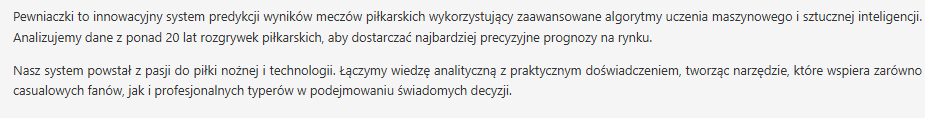 Pewniaczki to innowacyjny system predykcji wyników meczów piłkarskich wykorzystujący zaawansowane algorytmy uczenia maszynowego i sztucznej inteligencji.
Analizujemy dane z ponad 20 lat rozgrywek piłkarskich, aby dostarczać najbardziej precyzyjne prognozy na rynku.
Nasz system powstał z pasji do piłki nożnej i technologii. Łączymy wiedzę analityczną z praktycznym doświadczeniem, tworząc narzędzie, które wspiera zarówno
casualowych fanów, jak i profesjonalnych typerów w podejmowaniu świadomych decyzji.